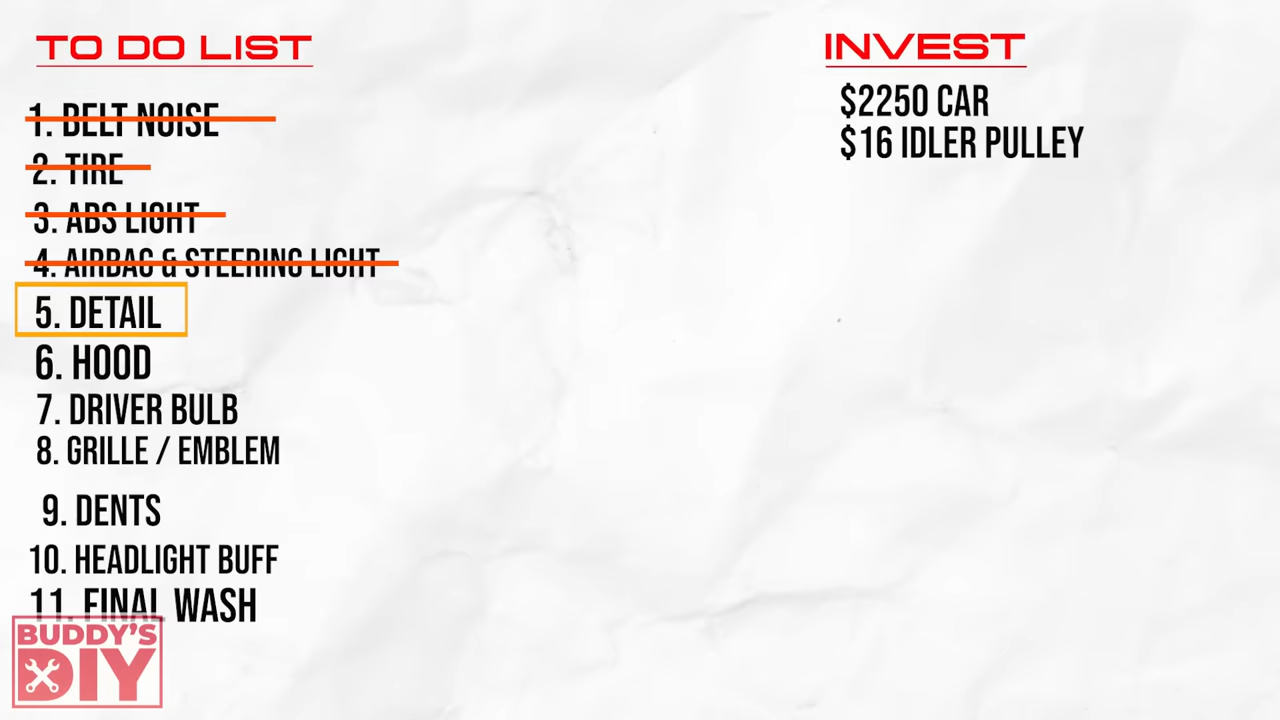 TO DO LIST
1. BELT NOISE
2. TIRE
3. ABS LIGHT
4. AIRBAG & STEERING LIGHT
5. DETAIL
6. HOOD
7. DRIVER BULB
8. GRILLE / EMBLEM
9. DENTS
10. HEADLIGHT BUFF
11. FINAL WASH
INVEST
$2250 CAR
$16 IDLER PULLEY
BUDDY'S
DIY